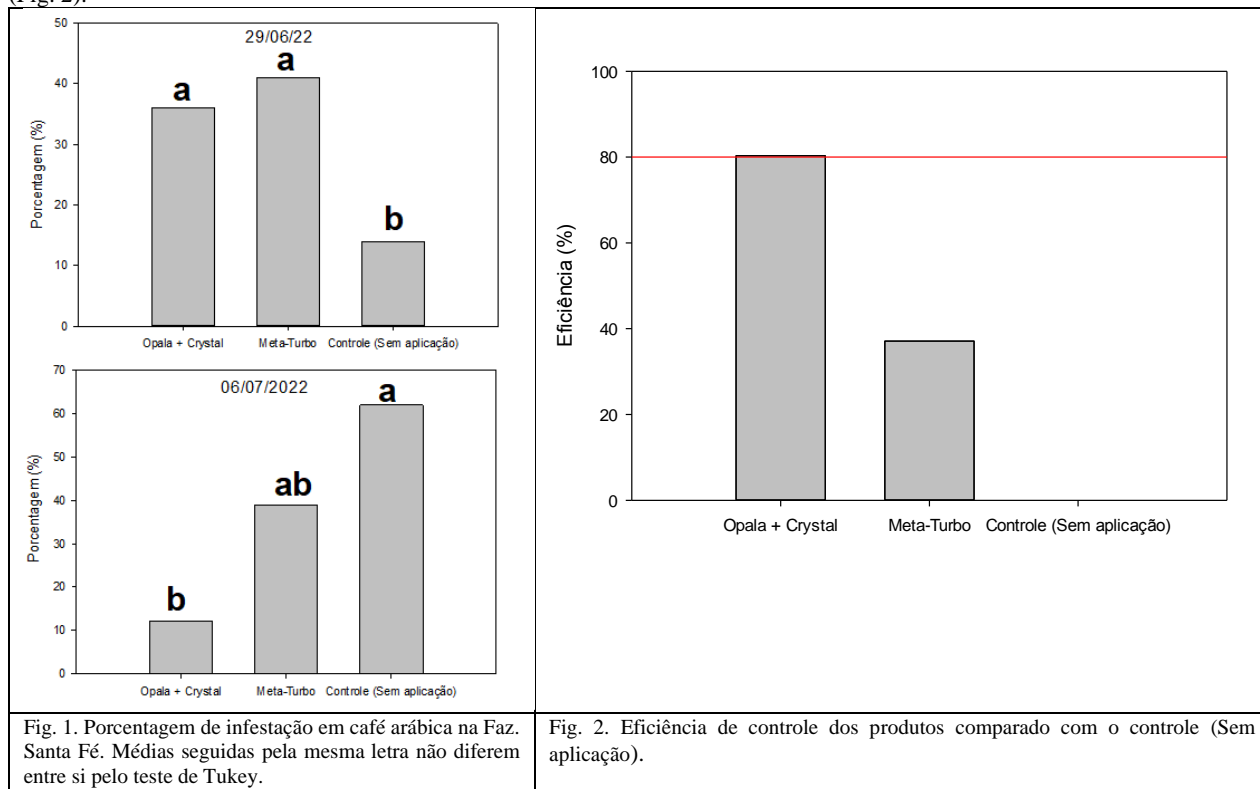 (Fig. 2).
50
40
30
20
10
0
Porcentagem (%)
29/06/22
a
a
b
Opala + Crystal
Meta-Turbo
Controle (Sem aplicação)
70
60
50
40
30
20
10
0
Porcentagem (%)
06/07/2022
b
ab
a
Opala + Crystal
Meta-Turbo
Controle (Sem aplicação)
100
80
60
40
20
0
Eficiência (%)
Opala + Crystal
Meta-Turbo
Controle (Sem aplicação)
Fig. 1. Porcentagem de infestação em café arábica na Faz.
Santa Fé. Médias seguidas pela mesma letra não diferem
entre si pelo teste de Tukey.
Fig. 2. Eficiência de controle dos produtos comparado com o controle (Sem
aplicação).